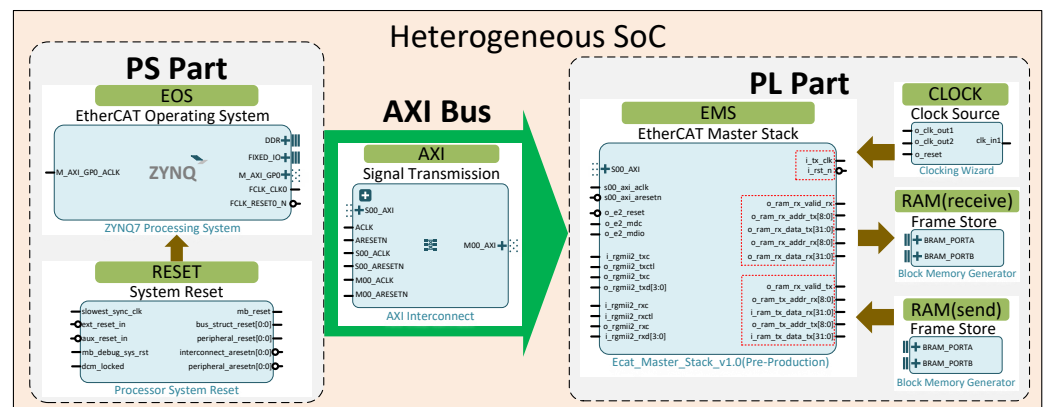 Heterogeneous SoC
PS Part
EOS
EtherCAT Operating System
DDR
FIXED_IO
M_AXI_GP0_ACLK
ZYNQ
M_AXI_GP0
FCLK_CLK0
FCLK_RESET0_N
ZYNQ7 Processing System
RESET
System Reset
slowest_sync_clk
ext_reset_in
aux_reset_in
mb_debug_sys_rst
dcm_locked
mb_reset
bus_struct_reset[0:0]
peripheral_reset[0:0]
interconnect_aresetn[0:0]
peripheral_aresetn[0:0]
Processor System Reset
AXI Bus
AXI
Signal Transmission
S00_AXI
ACLK
ARESETN
S00_ACLK
S00_ARESETN
M00_ACLK
M00_ARESETN
M00_AXI
AXI Interconnect
PL Part
EMS
EtherCAT Master Stack
S00_AXI
s00_axi_aclk
s00_axi_aresetn
o_e2_reset
o_e2_mdc
o_e2_mdio
i_rgmii2_txc
o_rgmii2_txctl
o_rgmii2_txd[3:0]
i_rgmii2_rxc
i_rgmii2_rxctl
o_rgmii2_rxc
i_rgmii2_rxd[3:0]
i_tx_clk
i_rst_n
o_ram_rx_valid_rx
o_ram_rx_addr_tx[8:0]
o_ram_rx_data_tx[31:0]
o_ram_rx_addr_rx[8:0]
o_ram_rx_data_rx[31:0]
o_ram_rx_valid_tx
o_ram_tx_addr_rx[8:0]
i_ram_tx_data_rx[31:0]
o_ram_tx_addr_tx[8:0]
i_ram_tx_data_tx[31:0]
Ecat_Master_Stack_v1.0(Pre-Production)
CLOCK
Clock Source
o_clk_out1
o_clk_out2
o_reset
clk_in1
Clocking Wizard
RAM(receive)
Frame Store
BRAM_PORTA
BRAM_PORTB
Block Memory Generator
RAM(send)
Frame Store
BRAM_PORTA
BRAM_PORTB
Block Memory Generator